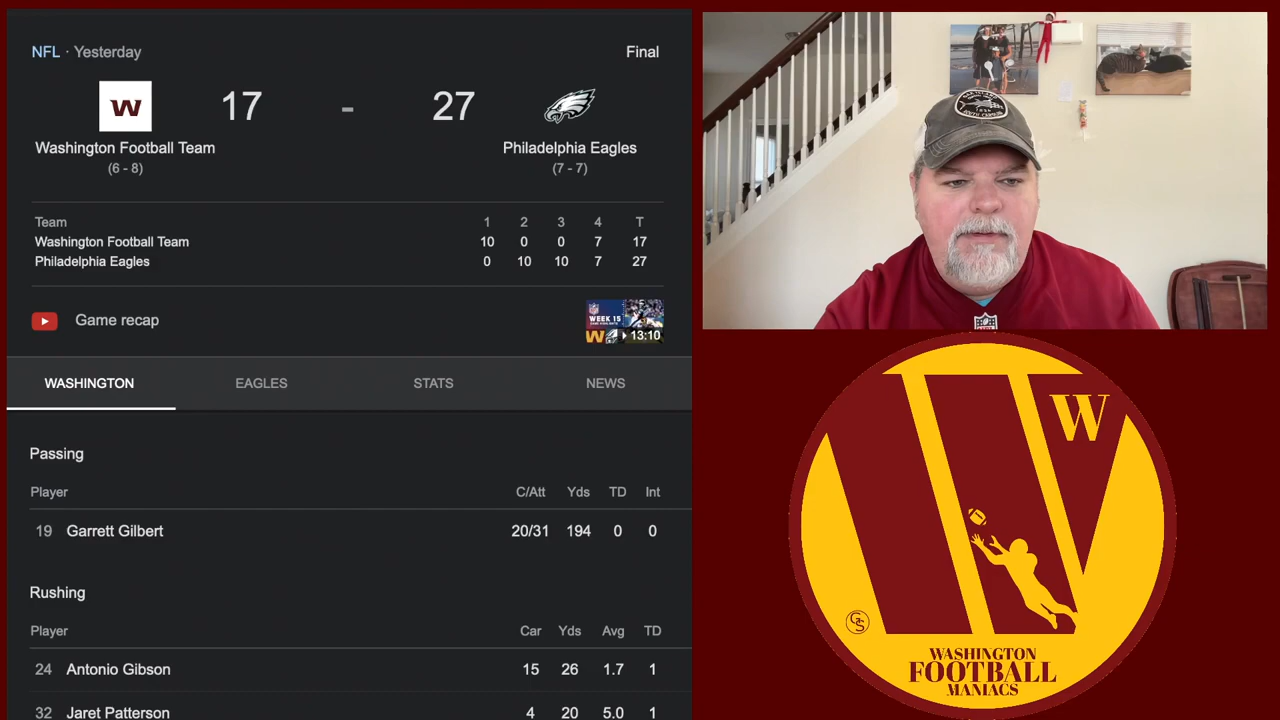 NFL · Yesterday
Final
W
17 - 27
Washington Football Team
(6 - 8)
Philadelphia Eagles
(7 - 7)
Team 1 2 3 4 T
Washington Football Team 10 0 0 7 17
Philadelphia Eagles 0 10 10 7 27
Game recap
WEEK 15
13:10
WASHINGTON EAGLES STATS NEWS
Passing
Player C/Att Yds TD Int
19 Garrett Gilbert 20/31 194 0 0
Rushing
Player Car Yds Avg TD
24 Antonio Gibson 15 26 1.7 1
32 Jaret Patterson 4 20 5.0 1
NFL
W
GS
WASHINGTON
FOOTBALL
MANIACS